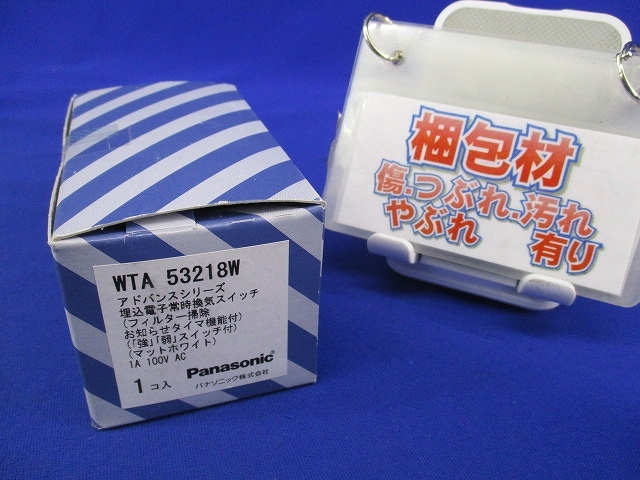 WTA 53218W
アドバンスシリーズ
埋込電子常時換気スイッチ
(フィルター掃除
お知らせタイマ機能付)
(「強」「弱」スイッチ付)
(マットホワイト)
1A 100V AC
Panasonic
1コ入
パナソニック株式会社
梱包材
傷.つぶれ.汚れ
やぶれ 有り